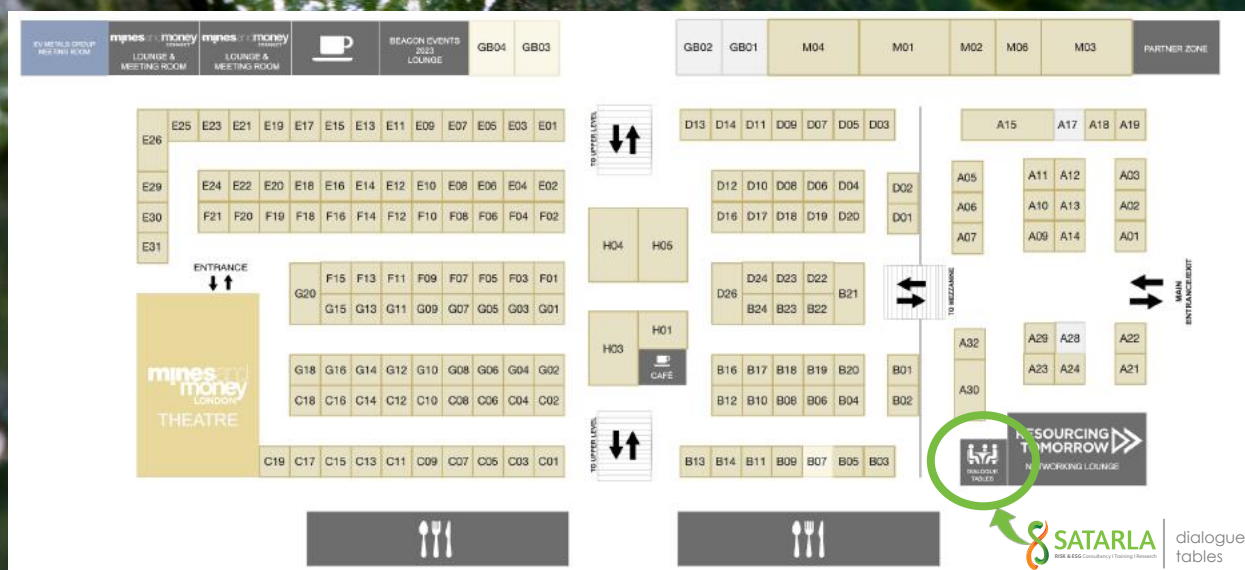 EV METALS GROUP
MEETING ROOM
mines and money
CONNECT
LOUNGE &
MEETING ROOM
mines and money
CONNECT
LOUNGE &
MEETING ROOM
BEACON EVENTS
2023
LOUNGE
GB04 GB03
GB02 GB01 M04 M01 M02 M06 M03
PARTNER ZONE
E26 E25 E23 E21 E19 E17 E15 E13 E11 E09 E07 E05 E03 E01
TO UPPER LEVEL
D13 D14 D11 D09 D07 D05 D03
A15 A17 A18 A19
E29 E24 E22 E20 E18 E16 E14 E12 E10 E08 E06 E04 E02
D12 D10 D08 D06 D04 D02
A05 A11 A12 A03
E30 F21 F20 F19 F18 F16 F14 F12 F10 F08 F06 F04 F02
D16 D17 D18 D19 D20 D01
A06 A10 A13 A02
E31
H04 H05
A07 A09 A14 A01
ENTRANCE
G20 F15 F13 F11 F09 F07 F05 F03 F01
D26 D24 D23 D22 B21
TO MEZZANINE
MAIN
ENTRANCE/EXIT
G15 G13 G11 G09 G07 G05 G03 G01
B24 B23 B22
H03 H01
CAFÉ
A32 A29 A28 A22
mines and
money
LONDON
THEATRE
G18 G16 G14 G12 G10 G08 G06 G04 G02
B16 B17 B18 B19 B20 B01
A23 A24 A21
C18 C16 C14 C12 C10 C08 C06 C04 C02
B12 B10 B08 B06 B04 B02
A30
TO UPPER LEVEL
C19 C17 C15 C13 C11 C09 C07 C05 C03 C01
B13 B14 B11 B09 B07 B05 B03
DIALOGUE
TABLES
RESOURCING
TOMORROW
NETWORKING LOUNGE
SATARLA
RISK & ESG Consultancy | Training | Research
dialogue
tables